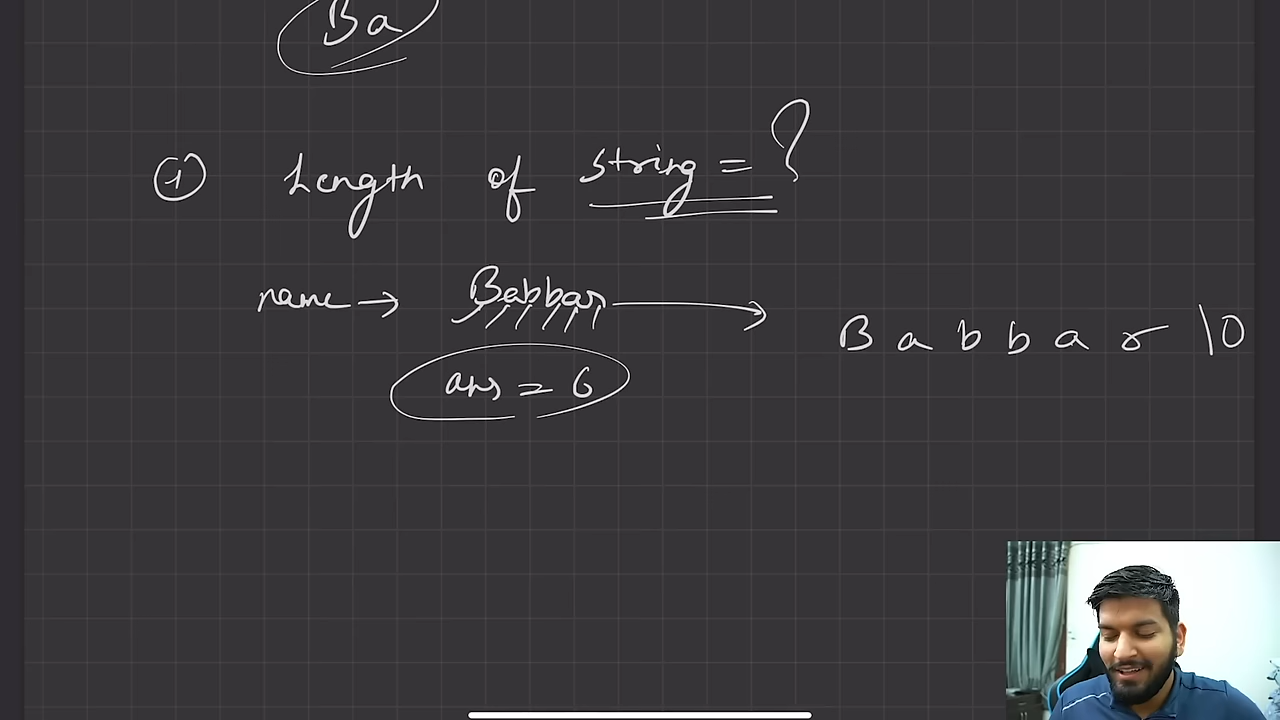 Ba
1 Length of string = ?
name → Babbar → B a b b a r \0
ans = 6